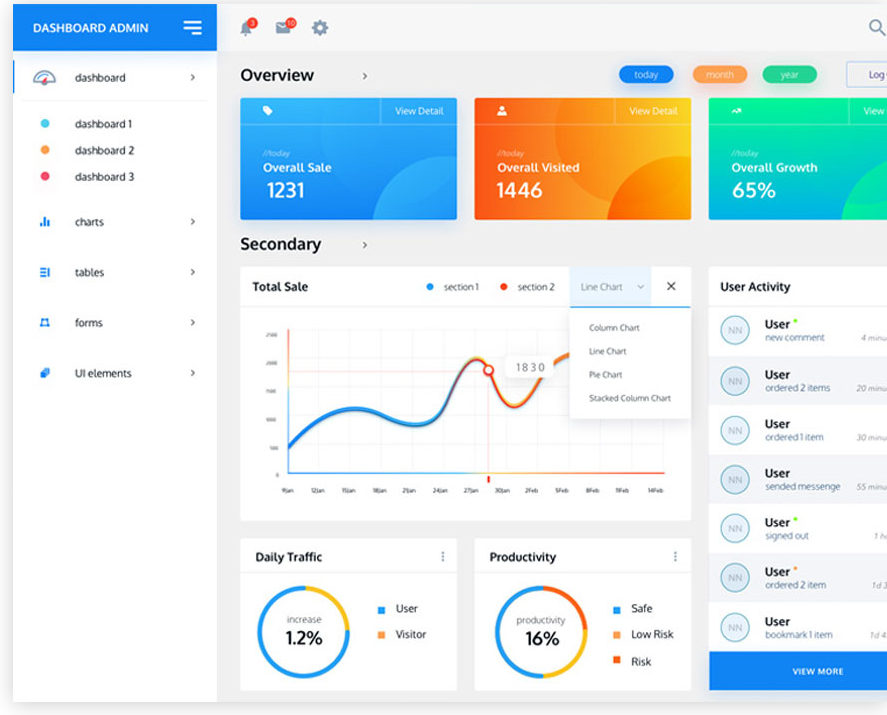 DASHBOARD ADMIN
3
10
dashboard
dashboard 1
dashboard 2
dashboard 3
charts
tables
forms
UI elements
Overview
today
month
year
Log
View Detail
//today
Overall Sale
1231
View Detail
//today
Overall Visited
1446
View
//today
Overall Growth
65%
Secondary
Total Sale
section 1
section 2
Line Chart
Column Chart
Line Chart
Pie Chart
Stacked Column Chart
2500
2000
1500
1000
500
0
1830
9Jan 12Jan 15Jan 18Jan 21Jan 24Jan 27Jan 30Jan 2Feb 5Feb 8Feb 11Feb 14Feb
User Activity
NN
User
new comment
4 minu
NN
User
ordered 2 items
20 minu
NN
User
ordered 1 item
30 minu
NN
User
sended messenge
55 minu
NN
User
signed out
1 h
NN
User
ordered 2 item
1d 3
NN
User
bookmark 1 item
1d 4
VIEW MORE
Daily Traffic
increase
1.2%
User
Visitor
Productivity
productivity
16%
Safe
Low Risk
Risk